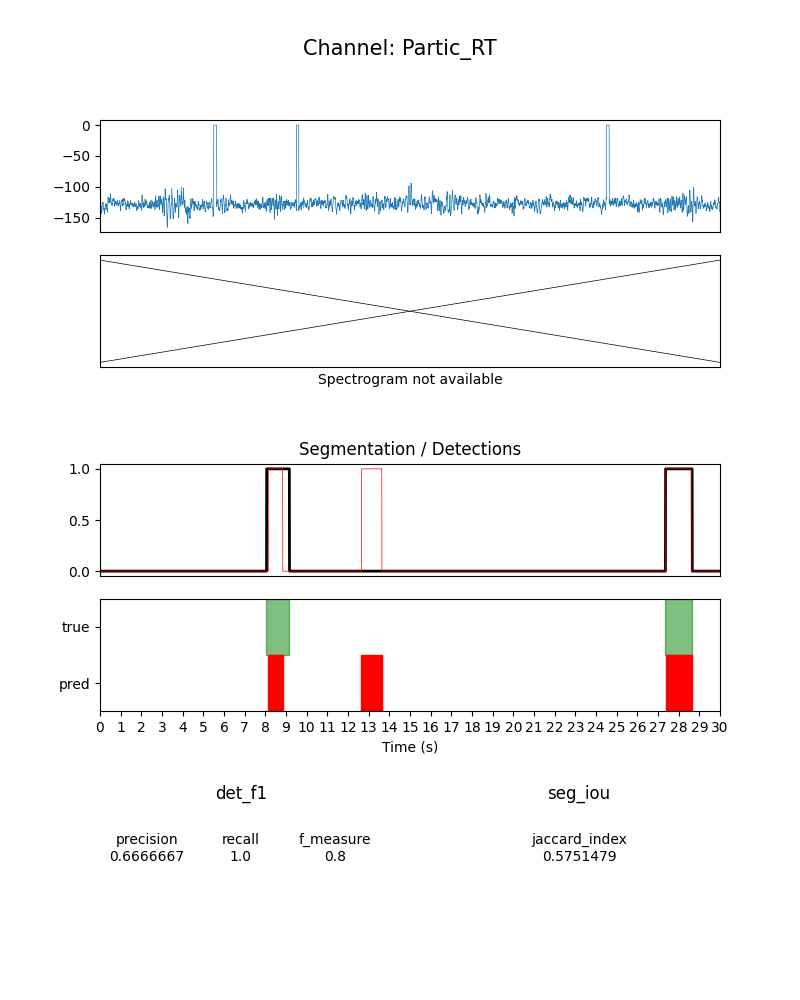 Channel: Partic_RT
0
−50
−100
−150
Spectrogram not available
Segmentation / Detections
1.0
0.5
0.0
true
pred
0 1 2 3 4 5 6 7 8 9 10 11 12 13 14 15 16 17 18 19 20 21 22 23 24 25 26 27 28 29 30
Time (s)
det_f1 seg_iou
precision recall f_measure jaccard_index
0.6666667 1.0 0.8 0.5751479